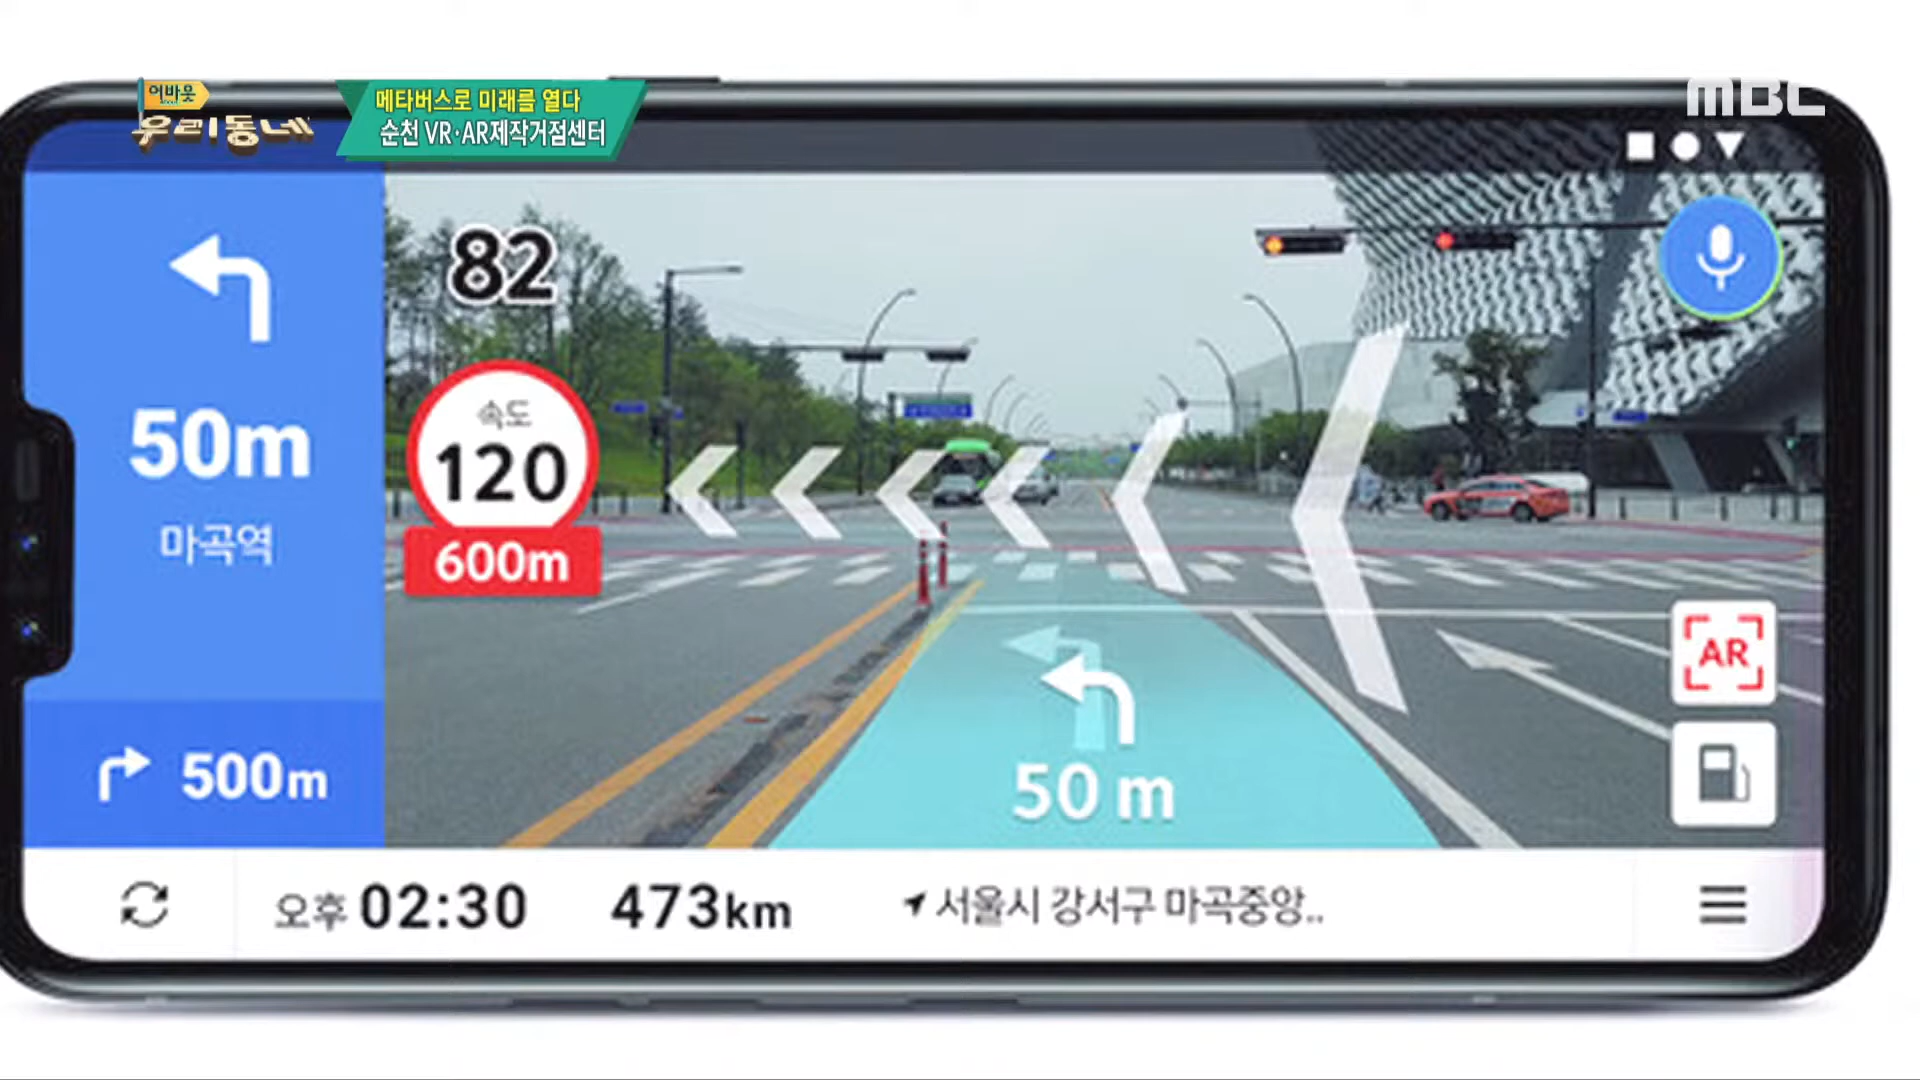 어바웃
우리동네
메타버스로 미래를 열다
순천 VR·AR제작거점센터
MBC
50m
마곡역
500m
82
속도
120
600m
50 m
AR
오후 02:30
473km
서울시 강서구 마곡중앙..